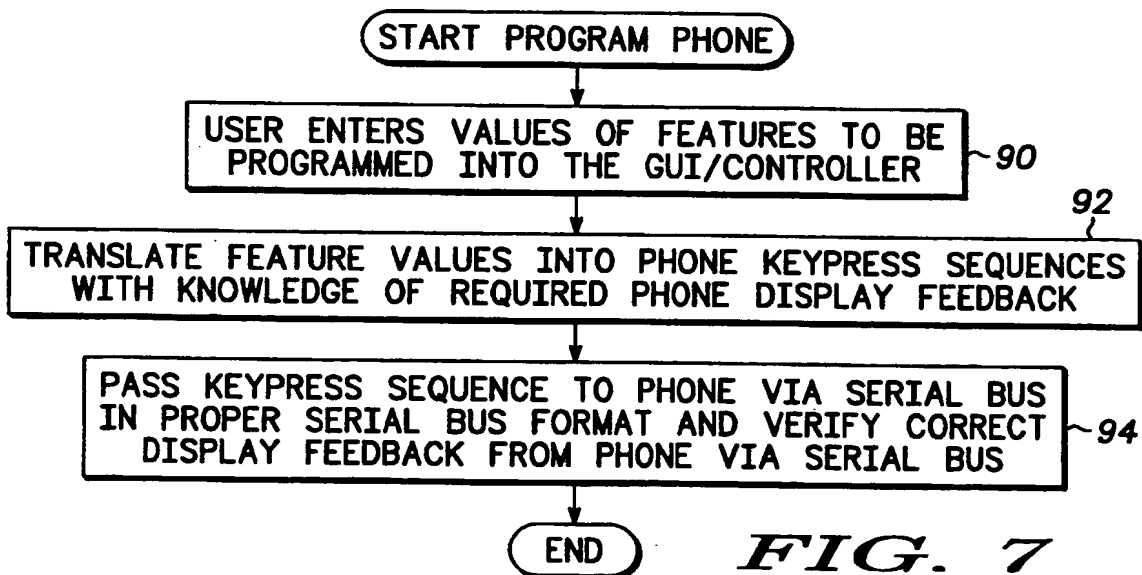 START PROGRAM PHONE
USER ENTERS VALUES OF FEATURES TO BE
PROGRAMMED INTO THE GUI/CONTROLLER
90
92
TRANSLATE FEATURE VALUES INTO PHONE KEYPRESS SEQUENCES
WITH KNOWLEDGE OF REQUIRED PHONE DISPLAY FEEDBACK
PASS KEYPRESS SEQUENCE TO PHONE VIA SERIAL BUS
IN PROPER SERIAL BUS FORMAT AND VERIFY CORRECT
DISPLAY FEEDBACK FROM PHONE VIA SERIAL BUS
94
END
FIG. 7